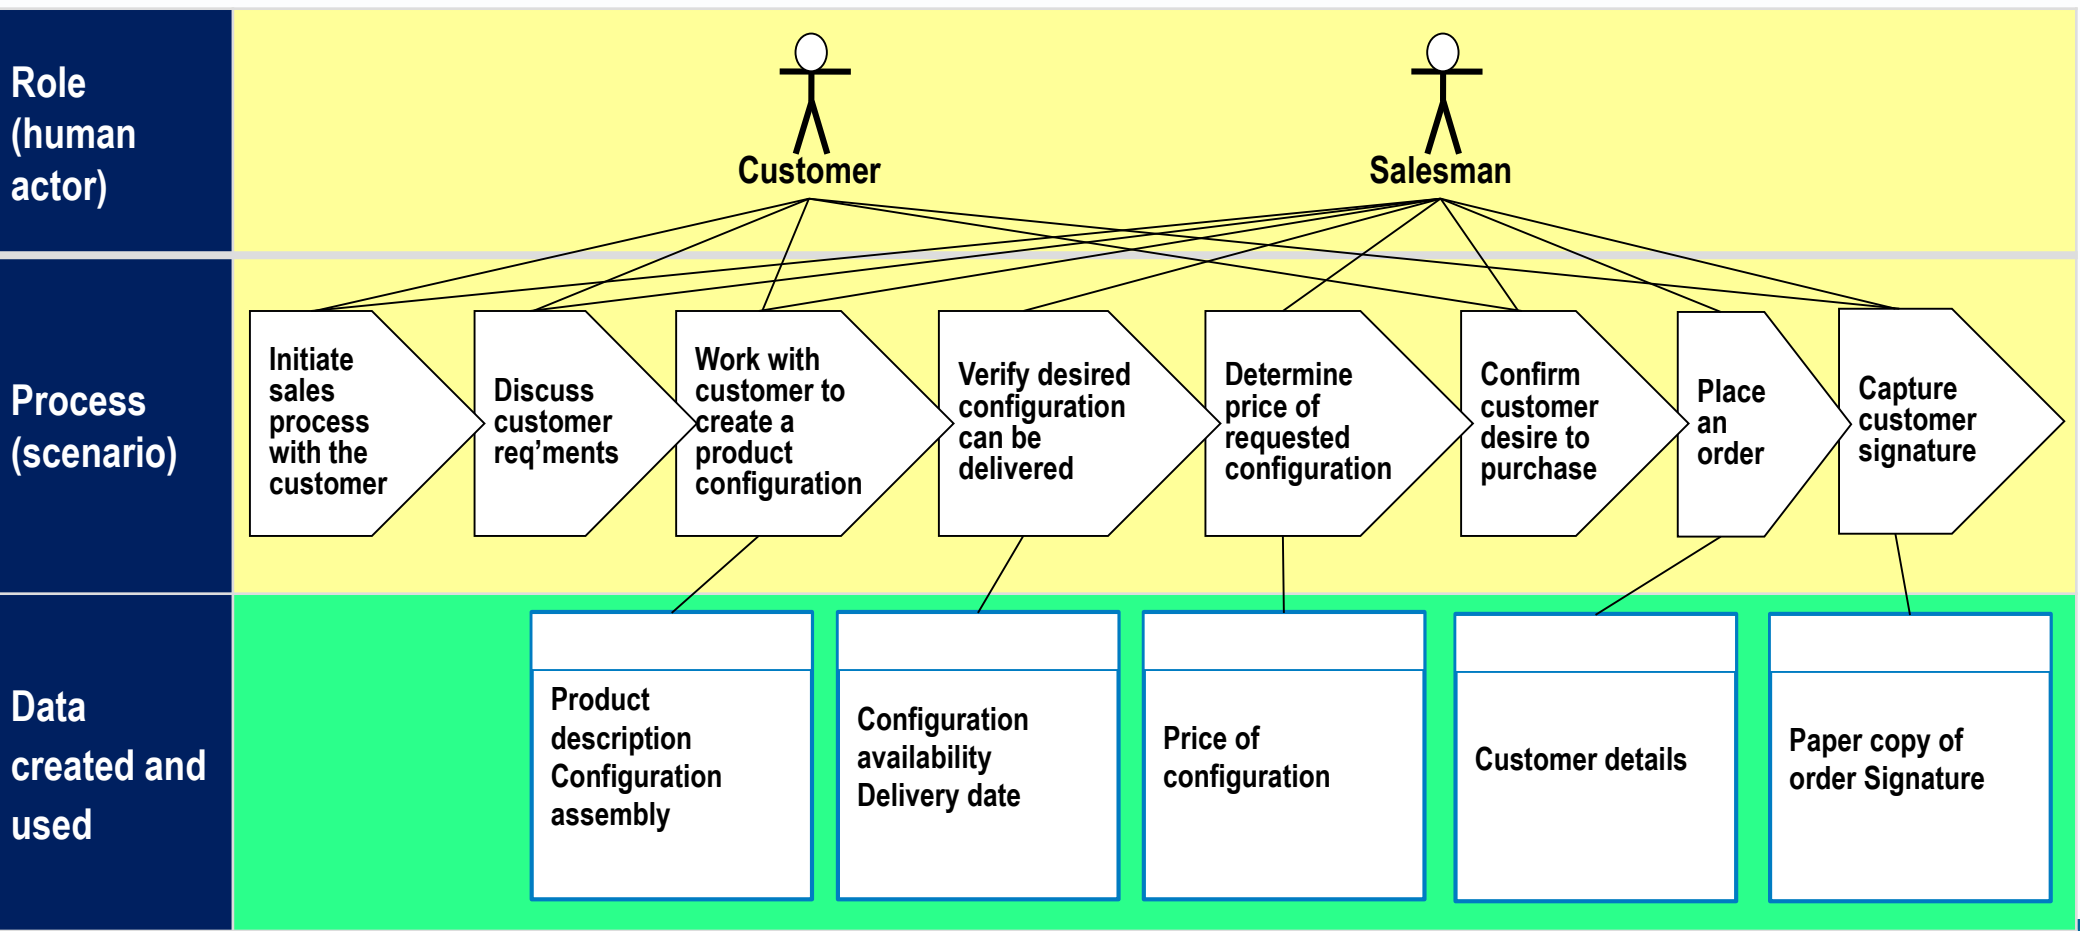 Role
(human
actor)
Customer
Salesman
Process
(scenario)
Initiate
sales
process
with the
customer
Discuss
customer
req’ments
Work with
customer to
create a
product
configuration
Verify desired
configuration
can be
delivered
Determine
price of
requested
configuration
Confirm
customer
desire to
purchase
Place
an
order
Capture
customer
signature
Data
created and
used
Product
description
Configuration
assembly
Configuration
availability
Delivery date
Price of
configuration
Customer details
Paper copy of
order Signature